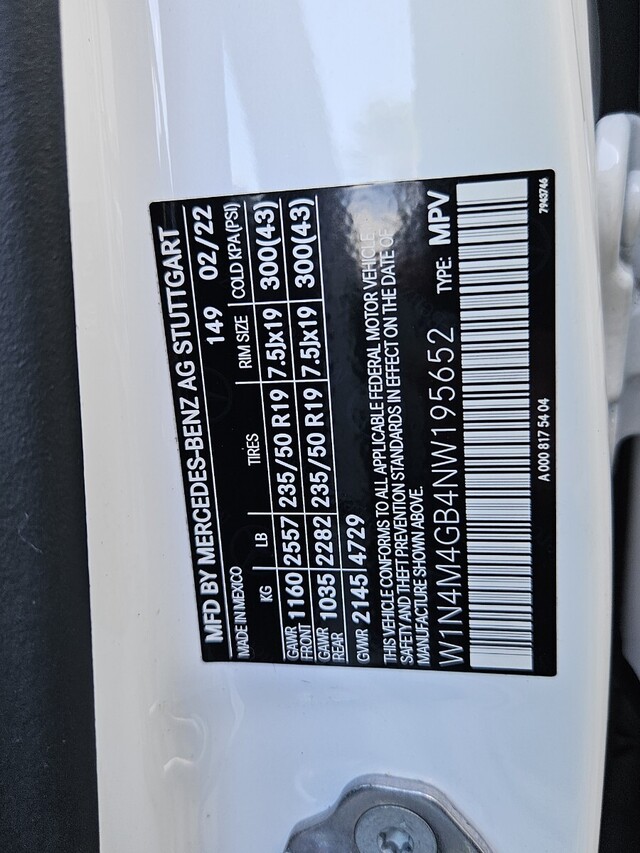 MFD BY MERCEDES-BENZ AG STUTTGART
MADE IN MEXICO 149 02/22
KG LB TIRES RIM SIZE COLD KPA(PSI)
GAWR FRONT 1160 2557 235/50 R19 7.5Jx19 300(43)
GAWR REAR 1035 2282 235/50 R19 7.5Jx19 300(43)
GVWR 2145 4729
THIS VEHICLE CONFORMS TO ALL APPLICABLE FEDERAL MOTOR VEHICLE
SAFETY AND THEFT PREVENTION STANDARDS IN EFFECT ON THE DATE OF
MANUFACTURE SHOWN ABOVE.
W1N4M4GB4NW195652 TYPE: MPV
A 000 817 54 04 7943746